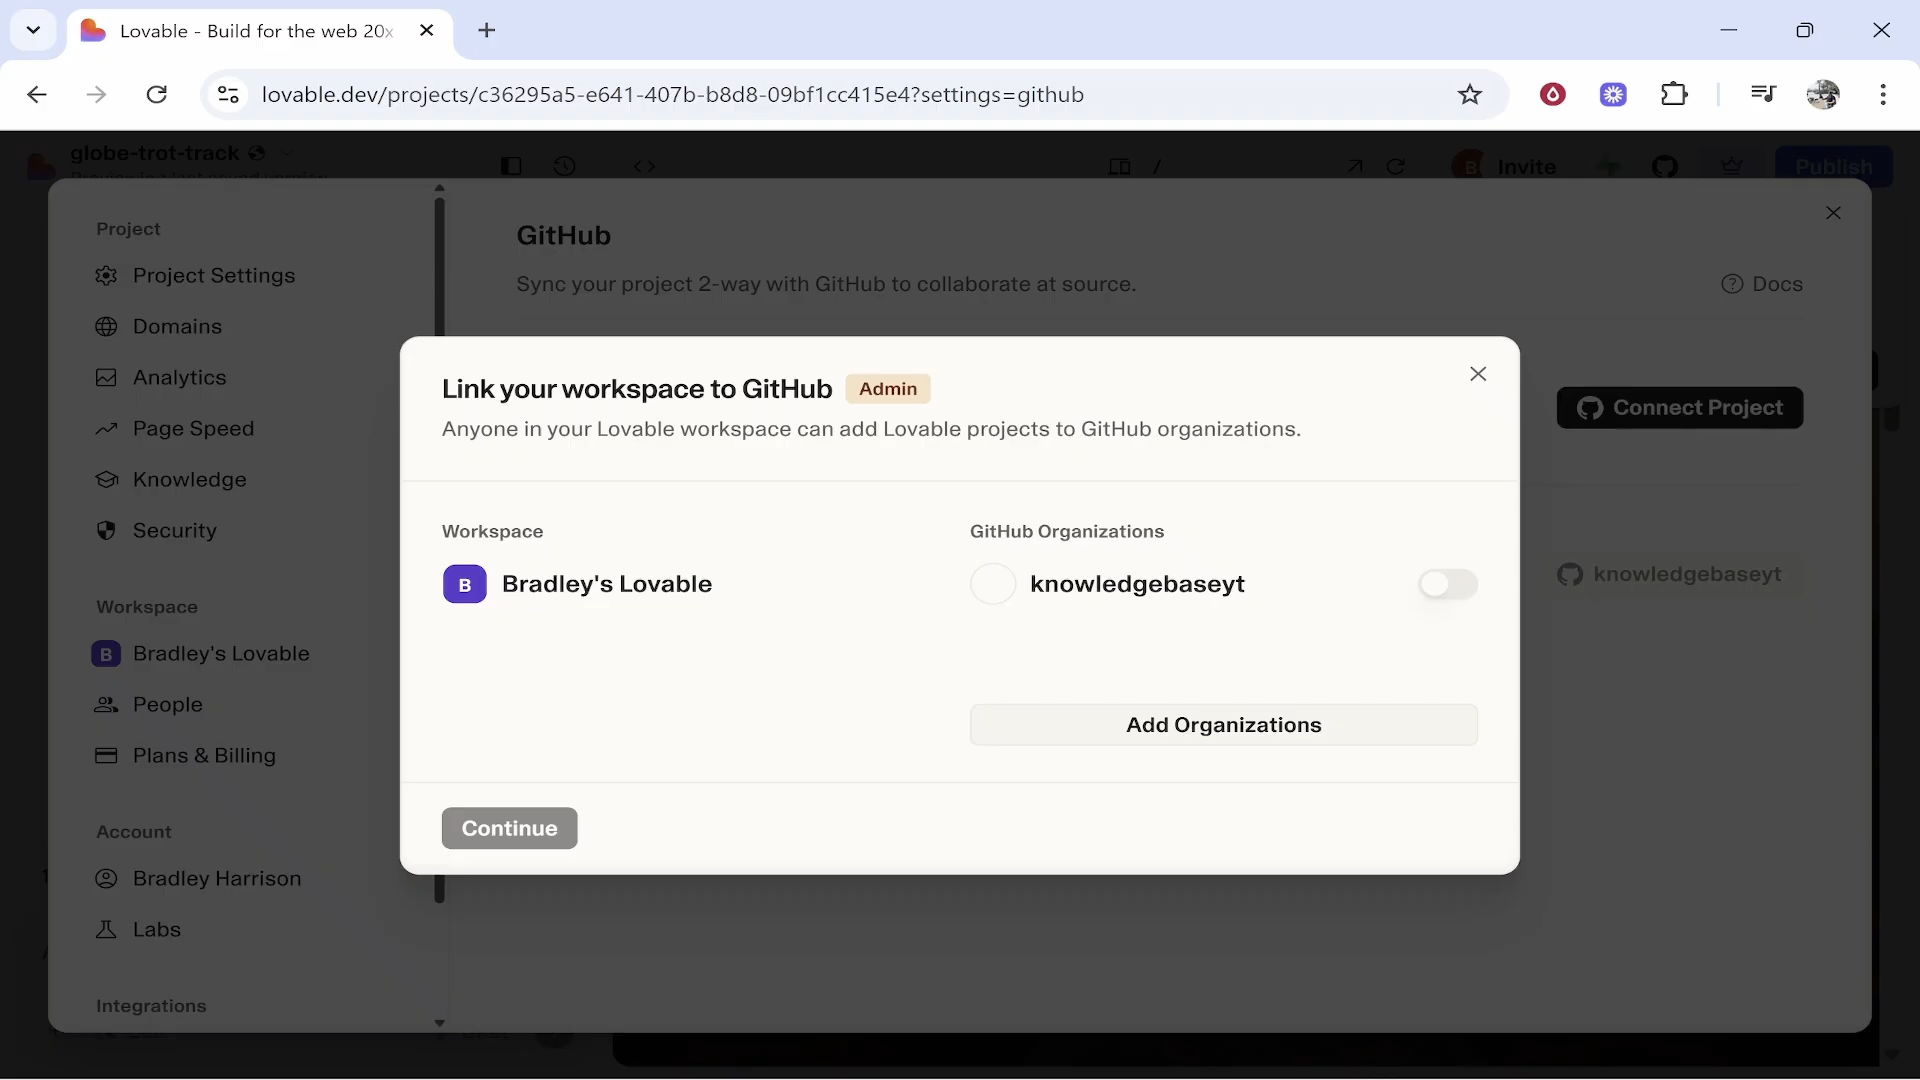 Lovable - Build for the web 20x
lovable.dev/projects/c36295a5-e641-407b-b8d8-09bf1cc415e4?settings=github
globe-trot-track
Previewing last saved version
/
B
Invite
Publish
Project
Project Settings
Domains
Analytics
Page Speed
Knowledge
Security
Workspace
B
Bradley's Lovable
People
Plans & Billing
Account
Bradley Harrison
Labs
Integrations
GitHub
Sync your project 2-way with GitHub to collaborate at source.
Docs
Connect Project
knowledgebaseyt
Link your workspace to GitHub
Admin
Anyone in your Lovable workspace can add Lovable projects to GitHub organizations.
Workspace
GitHub Organizations
B
Bradley's Lovable
knowledgebaseyt
Add Organizations
Continue